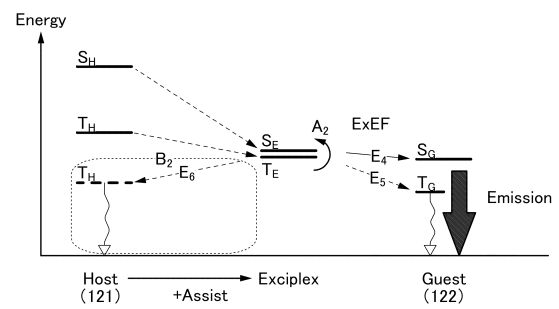 Energy
S_H
T_H
B_2
T_H
E_6
S_E
T_E
A_2
ExEF
E_4
E_5
S_G
T_G
Emission
Host
(121)
+Assist
Exciplex
Guest
(122)